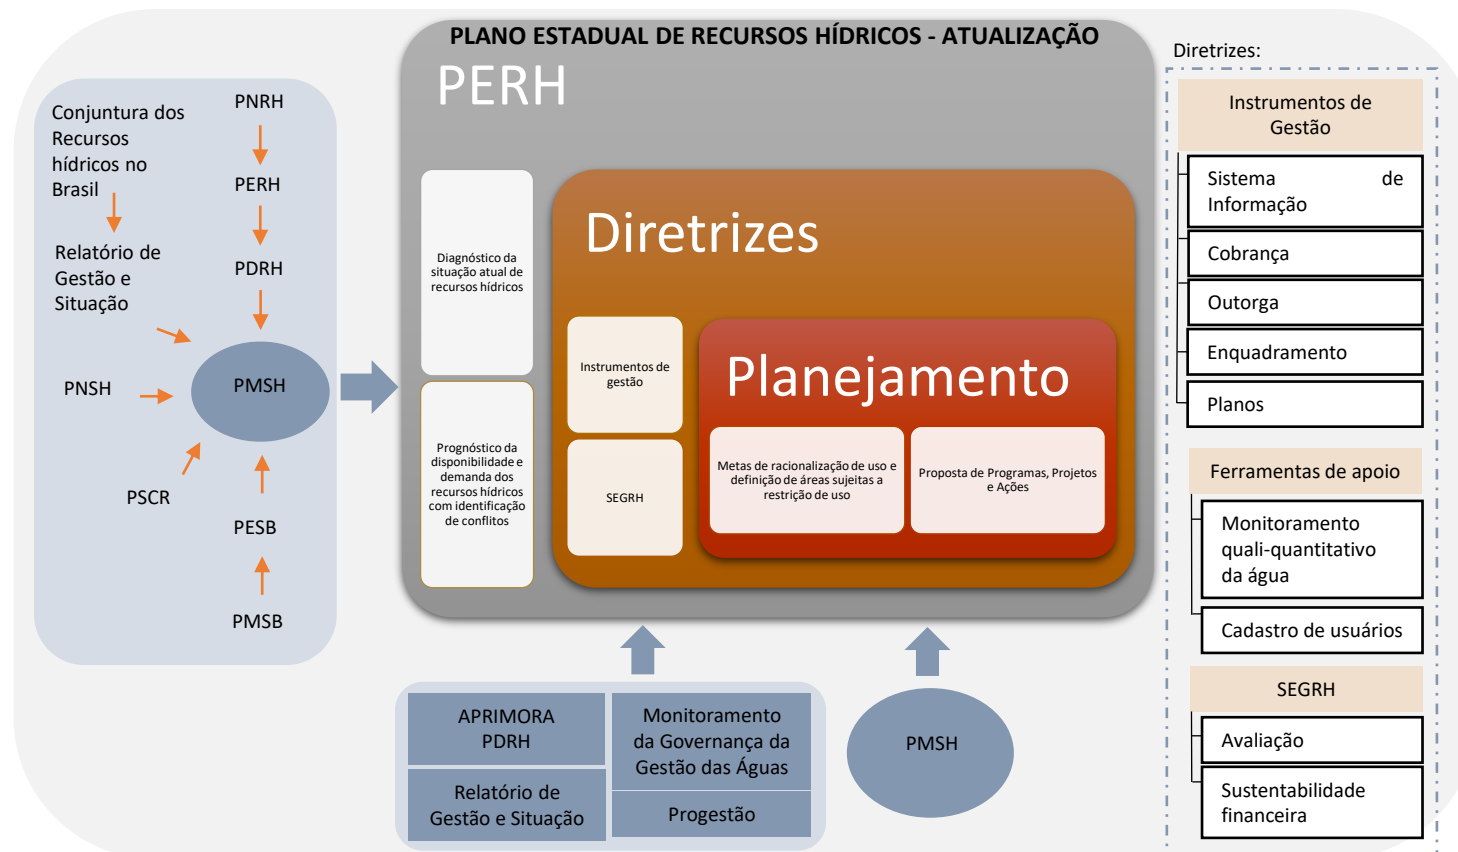 PLANO ESTADUAL DE RECURSOS HÍDRICOS - ATUALIZAÇÃO
PERH
Conjuntura dos
Recursos
hídricos no
Brasil
PNRH
PERH
Relatório de
Gestão e
Situação
PDRH
PNSH
PMSH
PSCR
PESB
PMSB
Diagnóstico da
situação atual de
recursos hídricos
Prognóstico da
disponibilidade e
demanda dos
recursos hídricos
com identificação
de conflitos
Diretrizes
Instrumentos de
gestão
SEGRH
Planejamento
Metas de racionalização de uso e
definição de áreas sujeitas a
restrição de uso
Proposta de Programas, Projetos
e Ações
APRIMORA
PDRH
Relatório de
Gestão e Situação
Monitoramento
da Governança da
Gestão das Águas
Progestão
PMSH
Diretrizes:
Instrumentos de
Gestão
Sistema de
Informação
Cobrança
Outorga
Enquadramento
Planos
Ferramentas de apoio
Monitoramento
quali-quantitativo
da água
Cadastro de usuários
SEGRH
Avaliação
Sustentabilidade
financeira